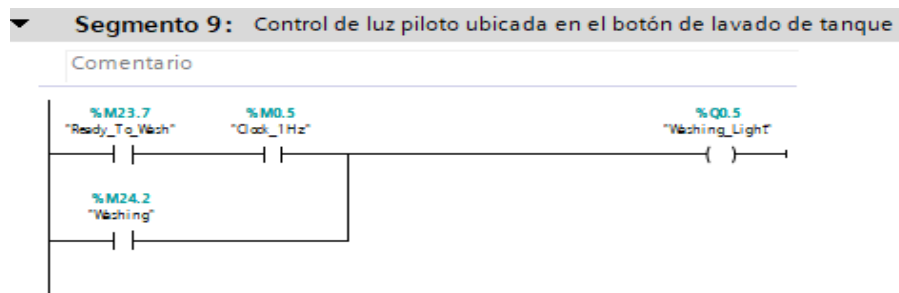 Segmento 9: Control de luz piloto ubicada en el botón de lavado de tanque
Comentario
%M23.7 %M0.5 %Q0.5
"Ready_To_Wash" "Clock_1Hz" "Washing_Light"
%M24.2
"Washing"